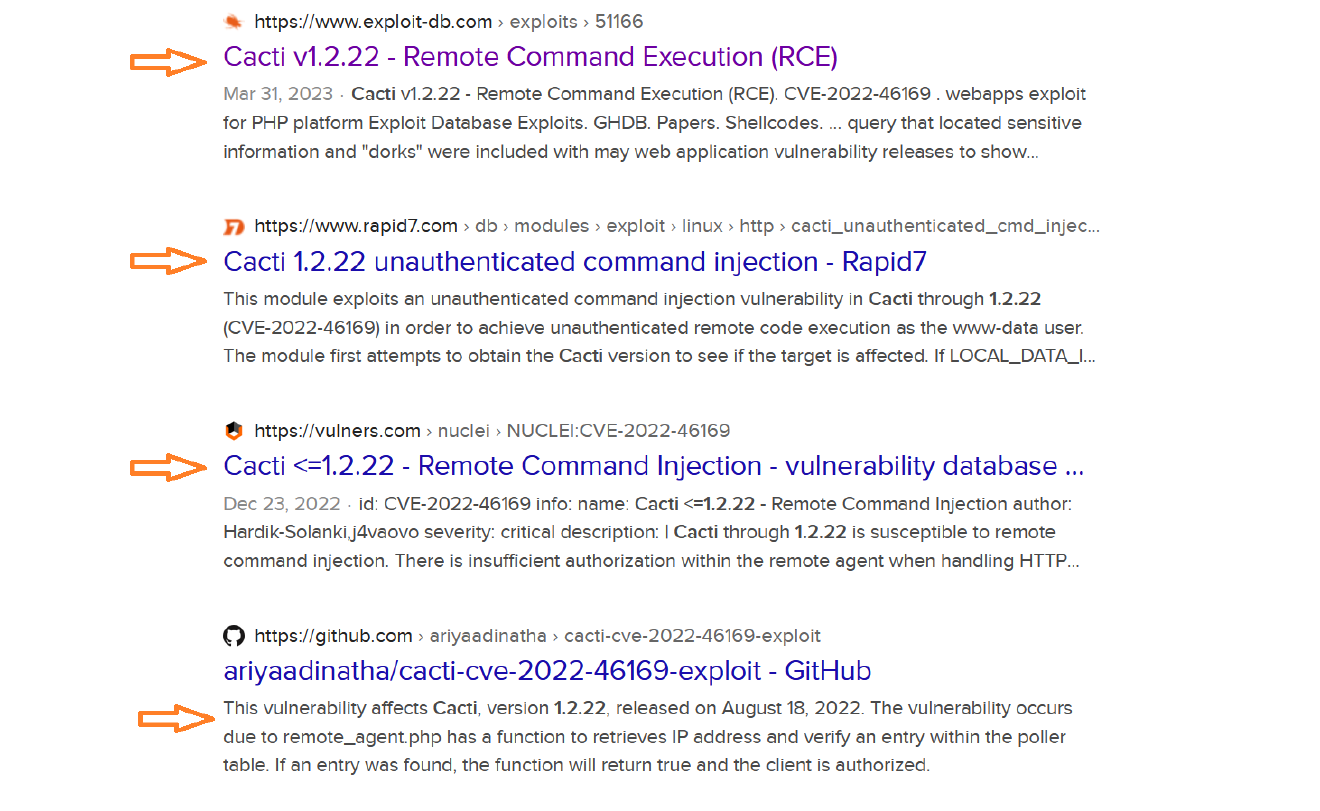 https://www.exploit-db.com › exploits › 51166
Cacti v1.2.22 - Remote Command Execution (RCE)
Mar 31, 2023 · Cacti v1.2.22 - Remote Command Execution (RCE). CVE-2022-46169 . webapps exploit
for PHP platform Exploit Database Exploits. GHDB. Papers. Shellcodes. ... query that located sensitive
information and "dorks" were included with may web application vulnerability releases to show...
https://www.rapid7.com › db › modules › exploit › linux › http › cacti_unauthenticated_cmd_injec...
Cacti 1.2.22 unauthenticated command injection - Rapid7
This module exploits an unauthenticated command injection vulnerability in Cacti through 1.2.22
(CVE-2022-46169) in order to achieve unauthenticated remote code execution as the www-data user.
The module first attempts to obtain the Cacti version to see if the target is affected. If LOCAL_DATA_I...
https://vulners.com › nuclei › NUCLEI:CVE-2022-46169
Cacti <=1.2.22 - Remote Command Injection - vulnerability database ...
Dec 23, 2022 · id: CVE-2022-46169 info: name: Cacti <=1.2.22 - Remote Command Injection author:
Hardik-Solanki,j4vaovo severity: critical description: | Cacti through 1.2.22 is susceptible to remote
command injection. There is insufficient authorization within the remote agent when handling HTTP...
https://github.com › ariyaadinatha › cacti-cve-2022-46169-exploit
ariyaadinatha/cacti-cve-2022-46169-exploit - GitHub
This vulnerability affects Cacti, version 1.2.22, released on August 18, 2022. The vulnerability occurs
due to remote_agent.php has a function to retrieves IP address and verify an entry within the poller
table. If an entry was found, the function will return true and the client is authorized.